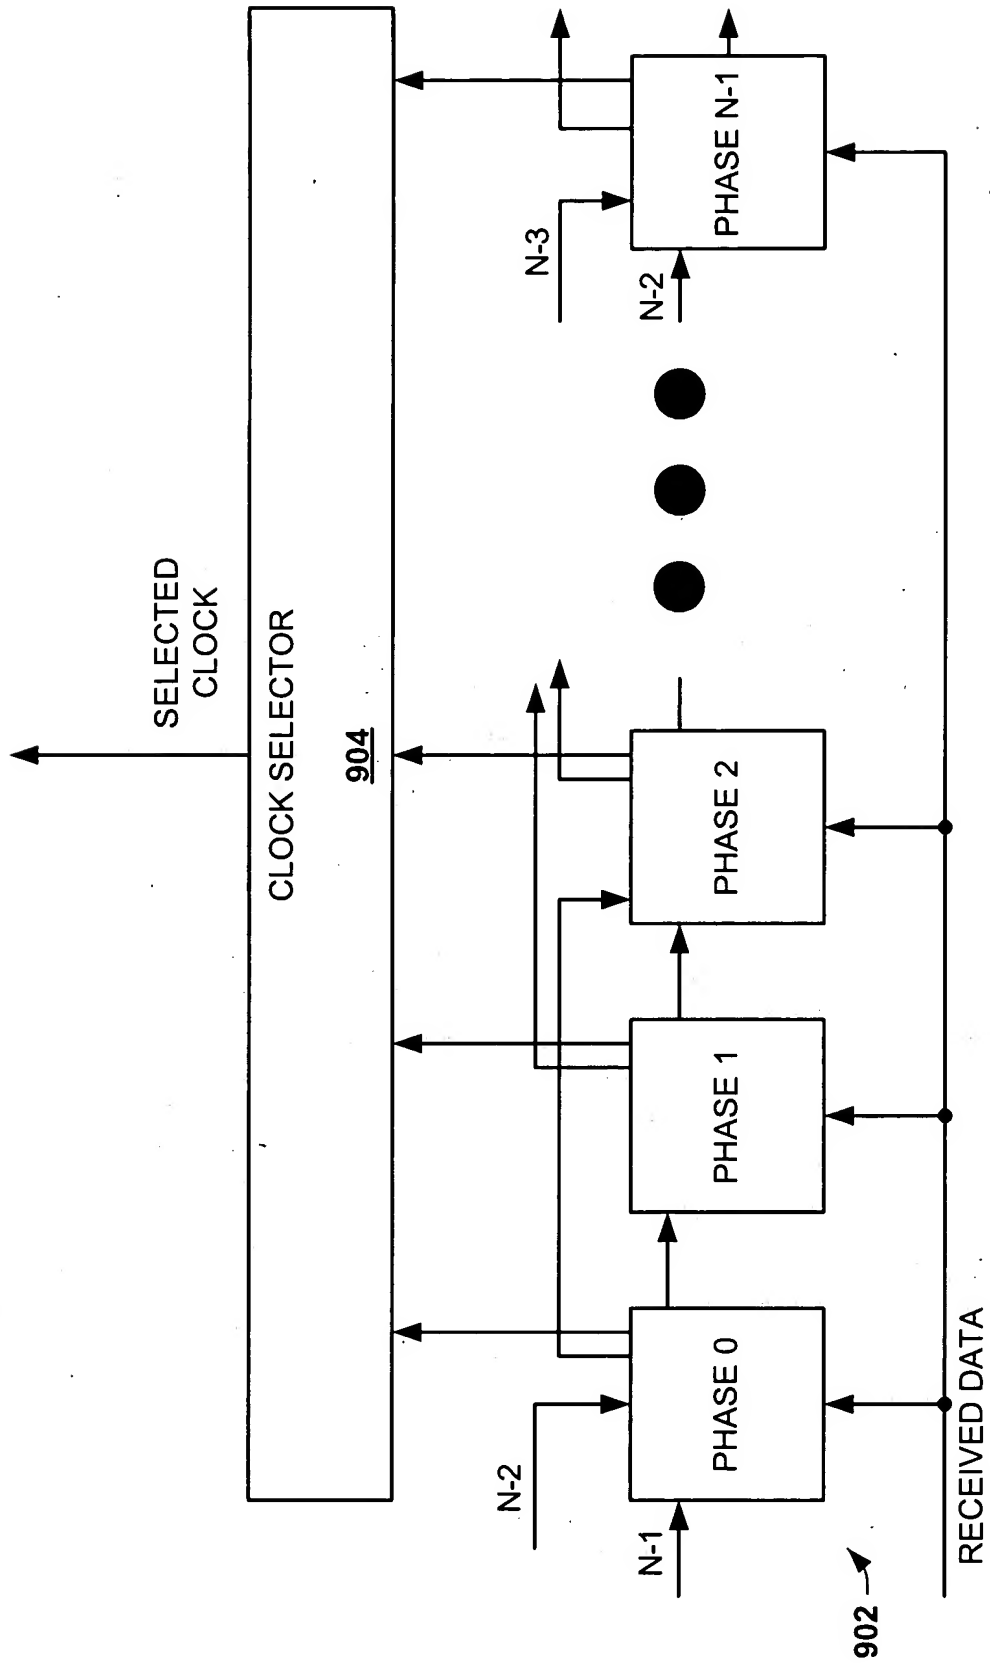 SELECTED
CLOCK
CLOCK SELECTOR
904
N-2
N-3
N-1
N-2
PHASE 0
PHASE 1
PHASE 2
PHASE N-1
902
RECEIVED DATA